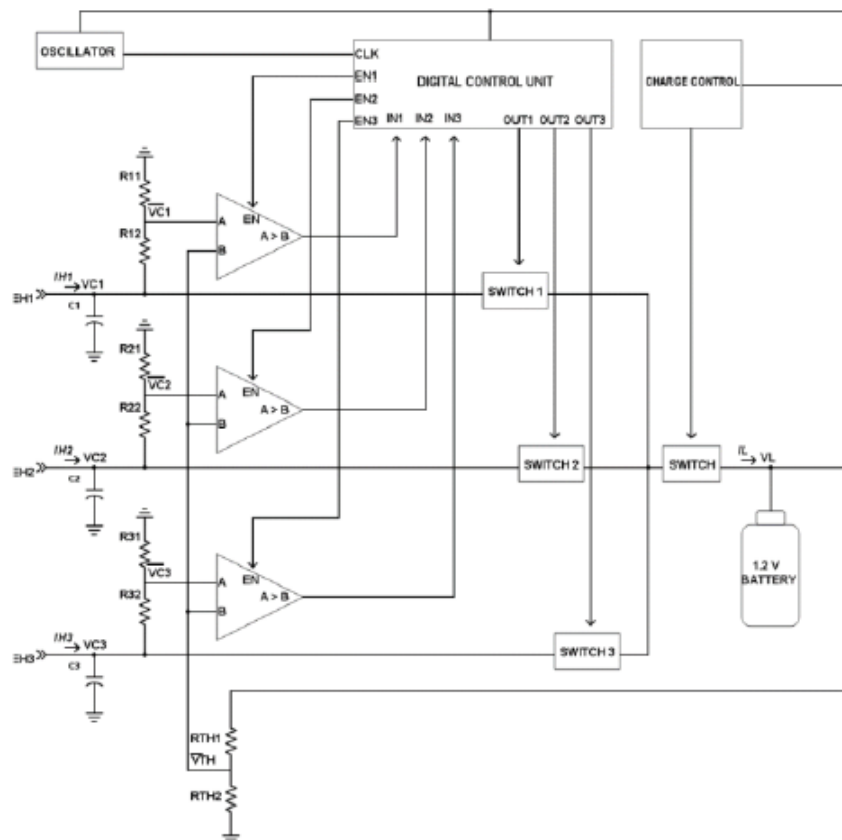 OSCILLATOR
CLK
EN1
EN2
EN3
IN1
IN2
IN3
DIGITAL CONTROL UNIT
OUT1
OUT2
OUT3
CHARGE CONTROL
R11
VC1
R12
A
B
EN
A > B
IH1
VC1
EH1
C1
SWITCH 1
R21
VC2
R22
A
B
EN
A > B
IH2
VC2
EH2
C2
SWITCH 2
SWITCH
IL
VL
1,2 V
BATTERY
R31
VC3
R32
A
B
EN
A > B
IH3
VC3
EH3
C3
SWITCH 3
RTH1
VTH
RTH2